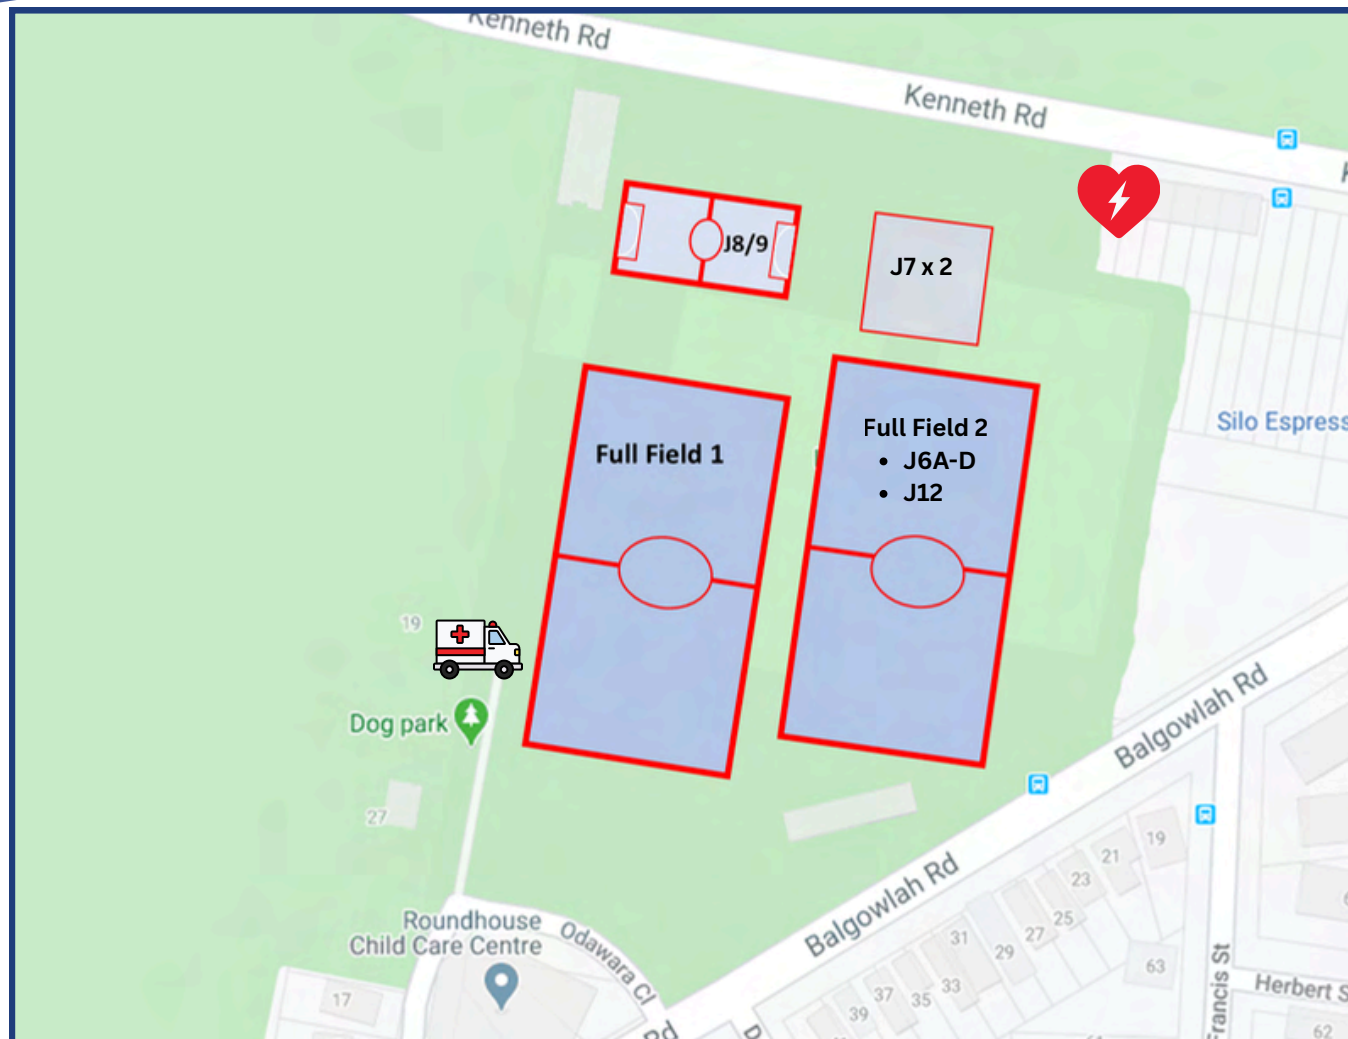 Kenneth Rd
Kenneth Rd
J8/9
J7 x 2
Silo Espress
Full Field 1
Full Field 2
• J6A-D
• J12
19
Dog park
27
Balgowlah Rd
Roundhouse
Child Care Centre
Odawara Cl
Balgowlah Rd
19
21
23
25
27
29
31
33
35
37
39
63
17
Francis St
Herbert S
62
Rd